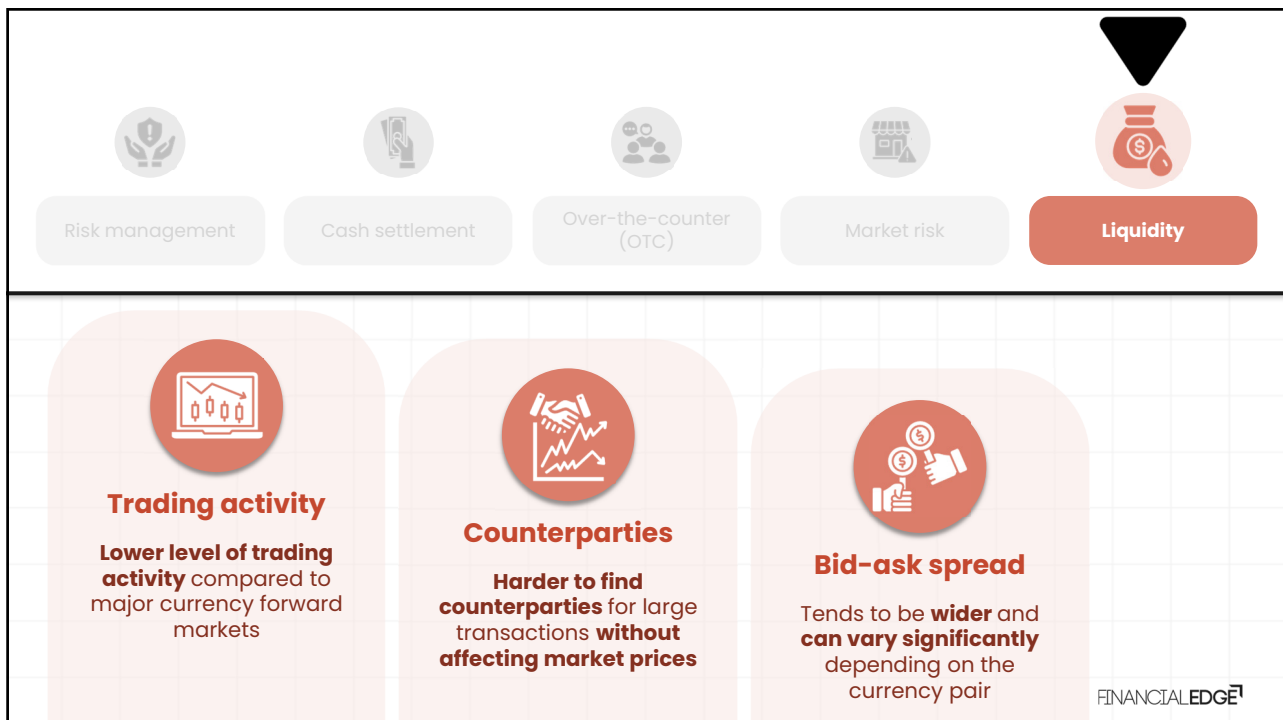 Risk management
Cash settlement
Over-the-counter
(OTC)
Market risk
Liquidity
Trading activity
Lower level of trading
activity compared to
major currency forward
markets
Counterparties
Harder to find
counterparties for large
transactions without
affecting market prices
Bid-ask spread
Tends to be wider and
can vary significantly
depending on the
currency pair
FINANCIALEDGE